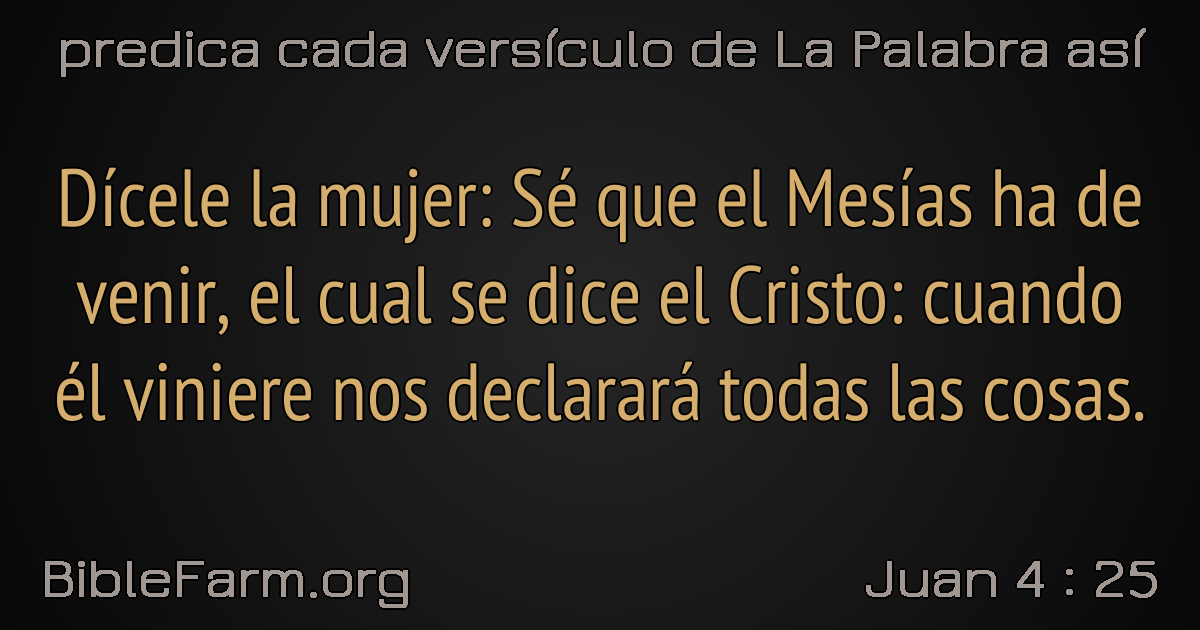 predica cada versículo de La Palabra así
Dícele la mujer: Sé que el Mesías ha de
venir, el cual se dice el Cristo: cuando
él viniere nos declarará todas las cosas.
BibleFarm.org
Juan 4 : 25